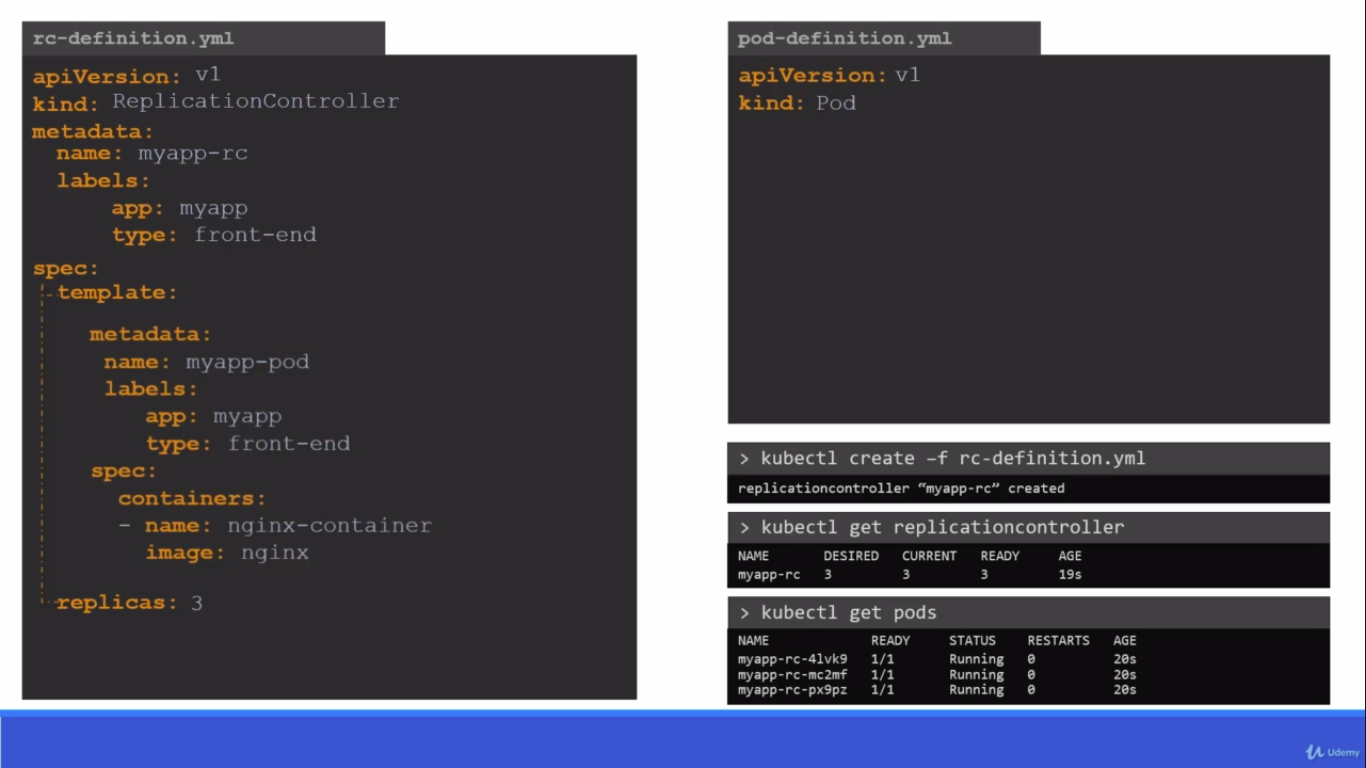 rc-definition.yml
apiVersion: v1
kind: ReplicationController
metadata:
name: myapp-rc
labels:
app: myapp
type: front-end
spec:
template:
metadata:
name: myapp-pod
labels:
app: myapp
type: front-end
spec:
containers:
- name: nginx-container
image: nginx
replicas: 3
pod-definition.yml
apiVersion: v1
kind: Pod
> kubectl create –f rc-definition.yml
replicationcontroller “myapp-rc” created
> kubectl get replicationcontroller
NAME DESIRED CURRENT READY AGE
myapp-rc 3 3 3 19s
> kubectl get pods
NAME READY STATUS RESTARTS AGE
myapp-rc-4lvk9 1/1 Running 0 20s
myapp-rc-mc2mf 1/1 Running 0 20s
myapp-rc-px9pz 1/1 Running 0 20s
Udemy